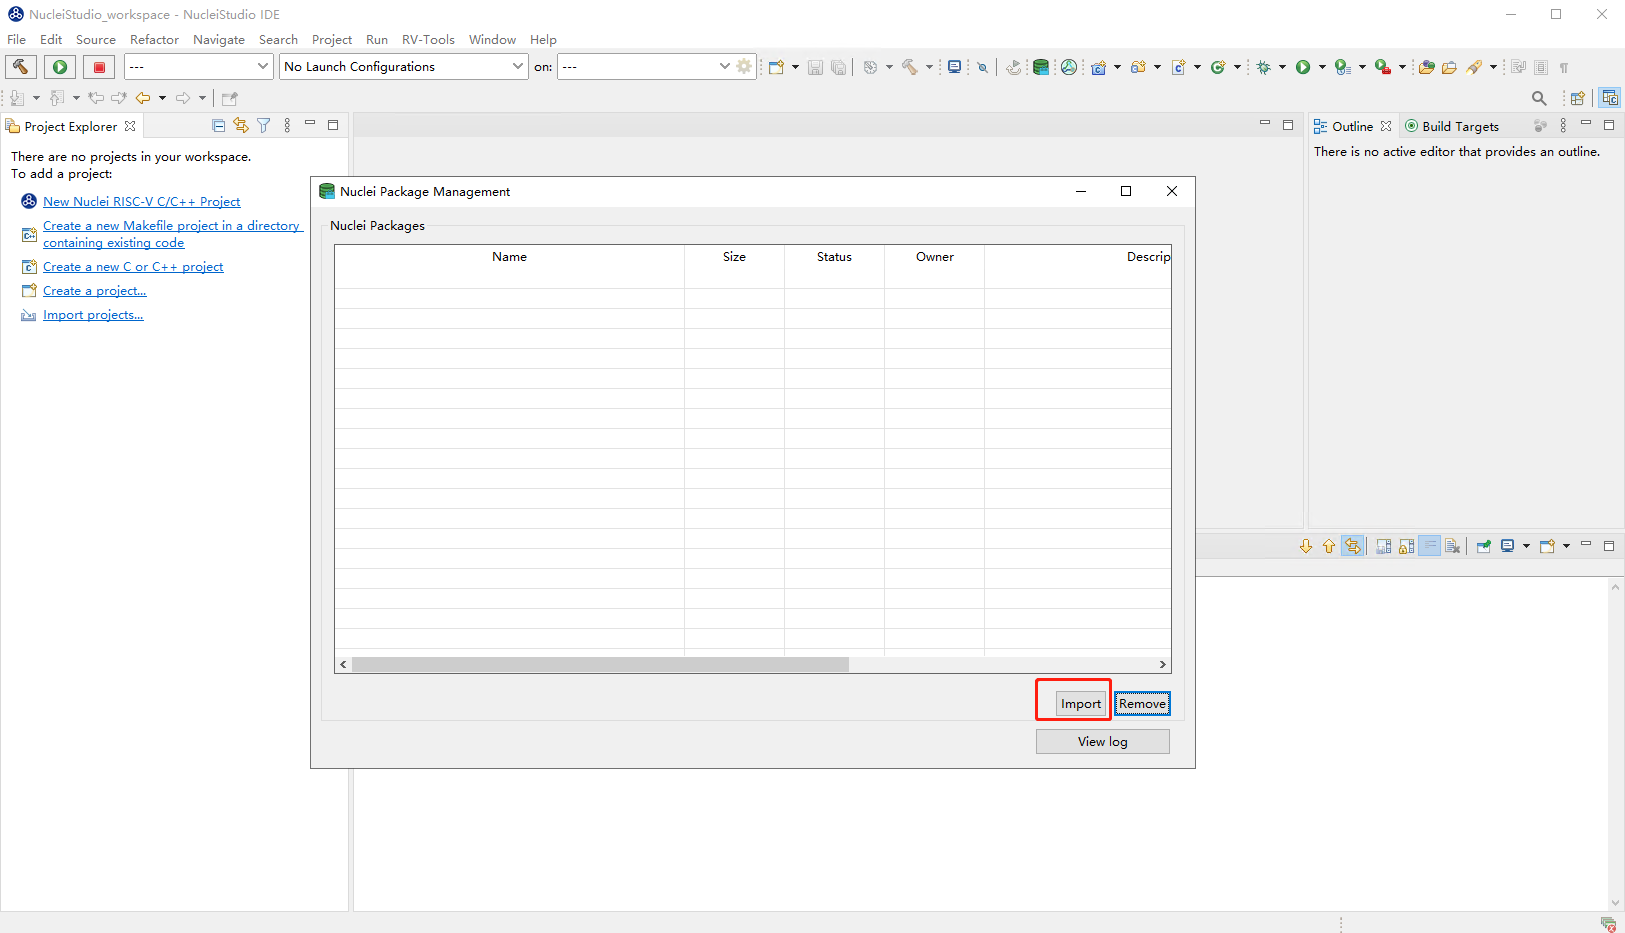 NucleiStudio_workspace - NucleiStudio IDE
File Edit Source Refactor Navigate Search Project Run RV-Tools Window Help
--- No Launch Configurations on: ---
Project Explorer
Outline Build Targets
There are no projects in your workspace.
To add a project:
New Nuclei RISC-V C/C++ Project
Create a new Makefile project in a directory
containing existing code
Create a new C or C++ project
Create a project...
Import projects...
There is no active editor that provides an outline.
Nuclei Package Management
Nuclei Packages
Name Size Status Owner Descrip
Import Remove
View log